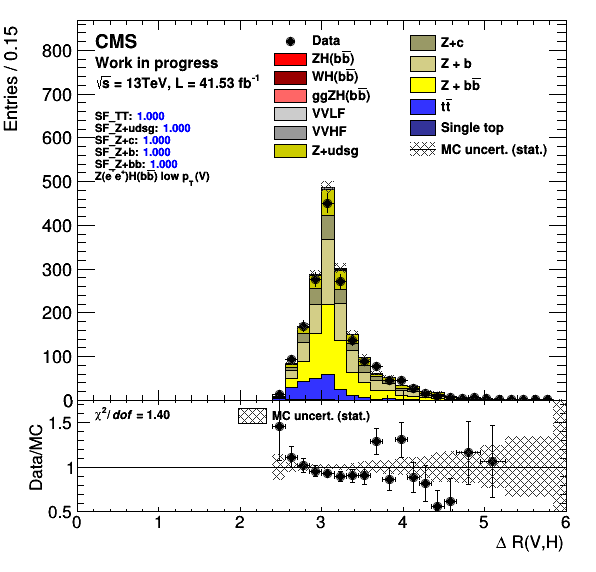 Entries / 0.15
800
700
600
500
400
300
200
100
0
CMS
Work in progress
√s = 13TeV, L = 41.53 fb⁻¹
SF_TT: 1.000
SF_Z+udsg: 1.000
SF_Z+c: 1.000
SF_Z+b: 1.000
SF_Z+bb: 1.000
Z(e⁻e⁺)H(bb̅) low p_T(V)
Data
ZH(bb̅)
WH(bb̅)
ggZH(bb̅)
VVLF
VVHF
Z+udsg
Z+c
Z + b
Z + bb̅
tt̅
Single top
MC uncert. (stat.)
Data/MC
1.5
1
0.5
χ²/dof = 1.40
MC uncert. (stat.)
0 1 2 3 4 5 6
Δ R(V,H)